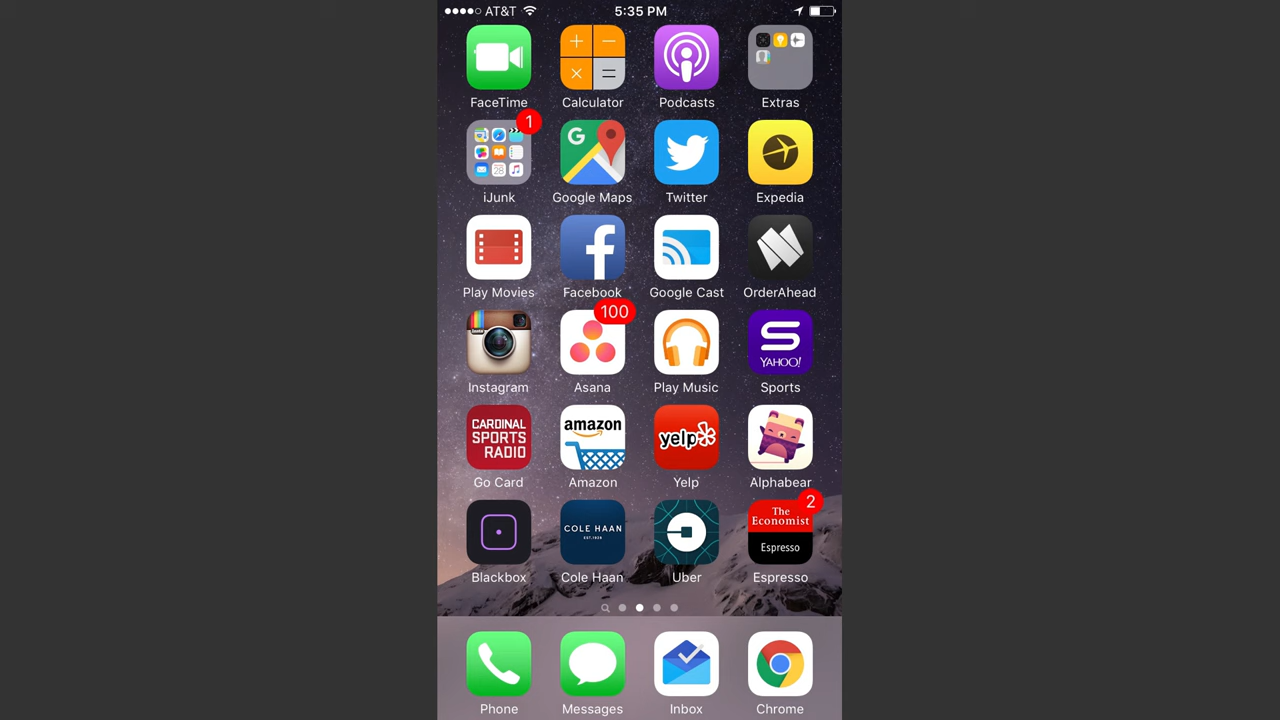 AT&T 5:35 PM
FaceTime Calculator Podcasts Extras
1
28
iJunk Google Maps Twitter Expedia
Play Movies Facebook Google Cast OrderAhead
100
YAHOO!
Instagram Asana Play Music Sports
CARDINAL
SPORTS
RADIO
amazon
yelp
Go Card Amazon Yelp Alphabear
2
COLE HAAN
The
Economist
Espresso
Blackbox Cole Haan Uber Espresso
Phone Messages Inbox Chrome